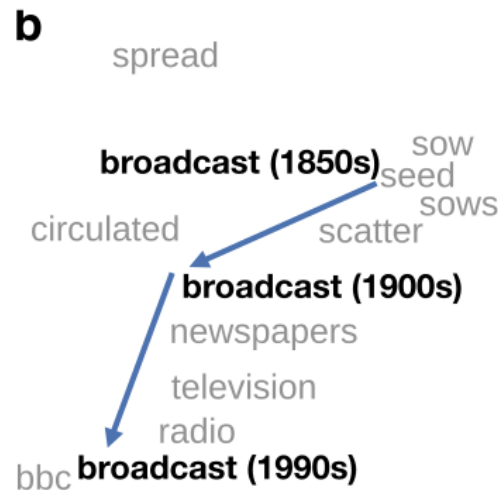 b
spread
sow
broadcast (1850s)
seed
sows
circulated
scatter
broadcast (1900s)
newspapers
television
radio
bbc broadcast (1990s)